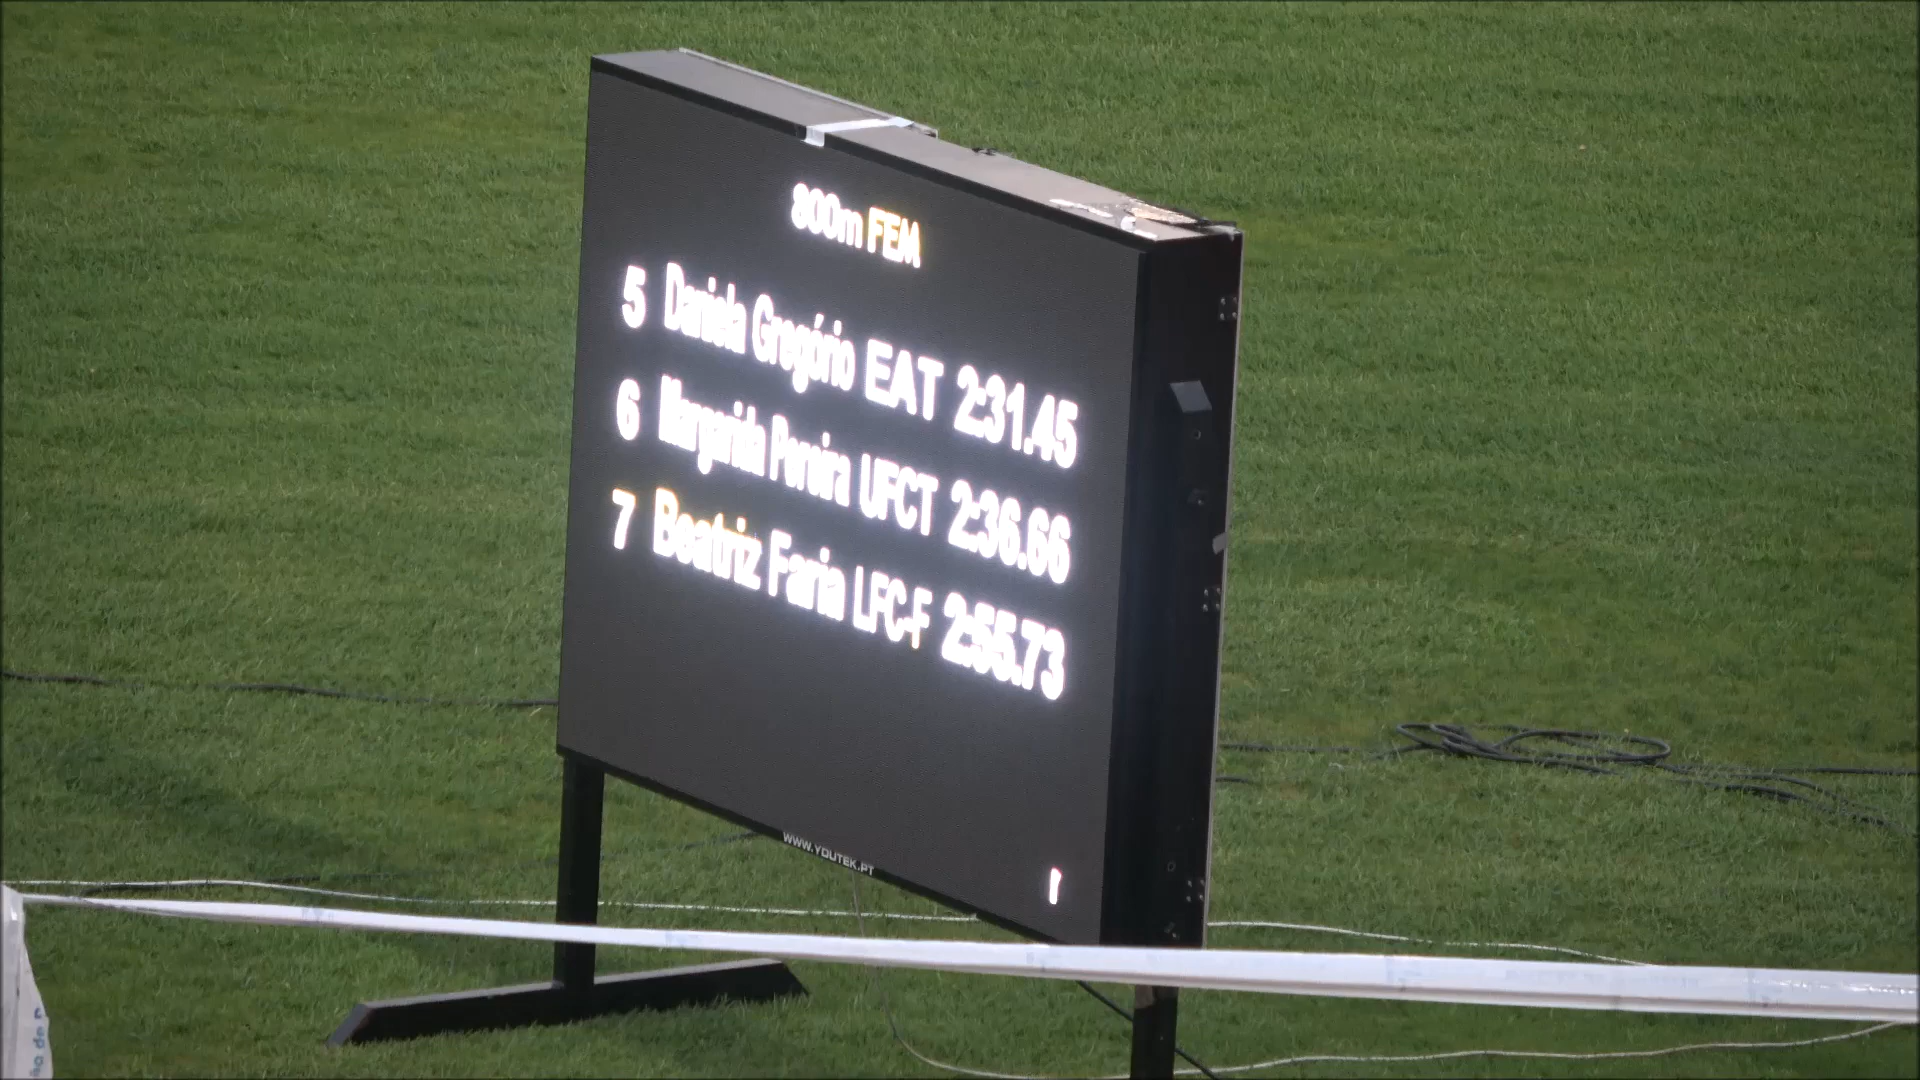 800m FEM
5 Daniela Gregório EAT 2:31.45
6 Margarida Pereira UFCT 2:36.66
7 Beatriz Faria LFC-F 2:55.73
WWW.YOUTEK.PT